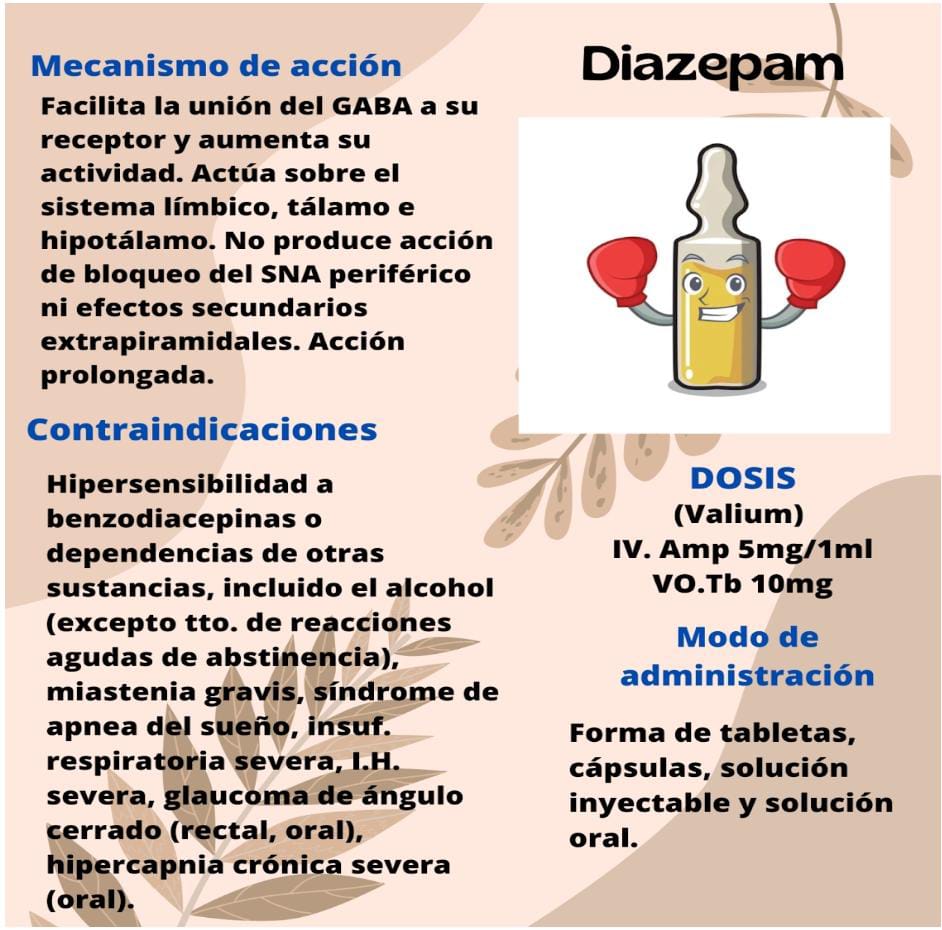 Mecanismo de acción
Facilita la unión del GABA a su
receptor y aumenta su
actividad. Actúa sobre el
sistema límbico, tálamo e
hipotálamo. No produce acción
de bloqueo del SNA periférico
ni efectos secundarios
extrapiramidales. Acción
prolongada.
Contraindicaciones
Hipersensibilidad a
benzodiacepinas o
dependencias de otras
sustancias, incluido el alcohol
(excepto tto. de reacciones
agudas de abstinencia),
miastenia gravis, síndrome de
apnea del sueño, insuf.
respiratoria severa, I.H.
severa, glaucoma de ángulo
cerrado (rectal, oral),
hipercapnia crónica severa
(oral).
Diazepam
DOSIS
(Valium)
IV. Amp 5mg/1ml
VO.Tb 10mg
Modo de
administración
Forma de tabletas,
cápsulas, solución
inyectable y solución
oral.